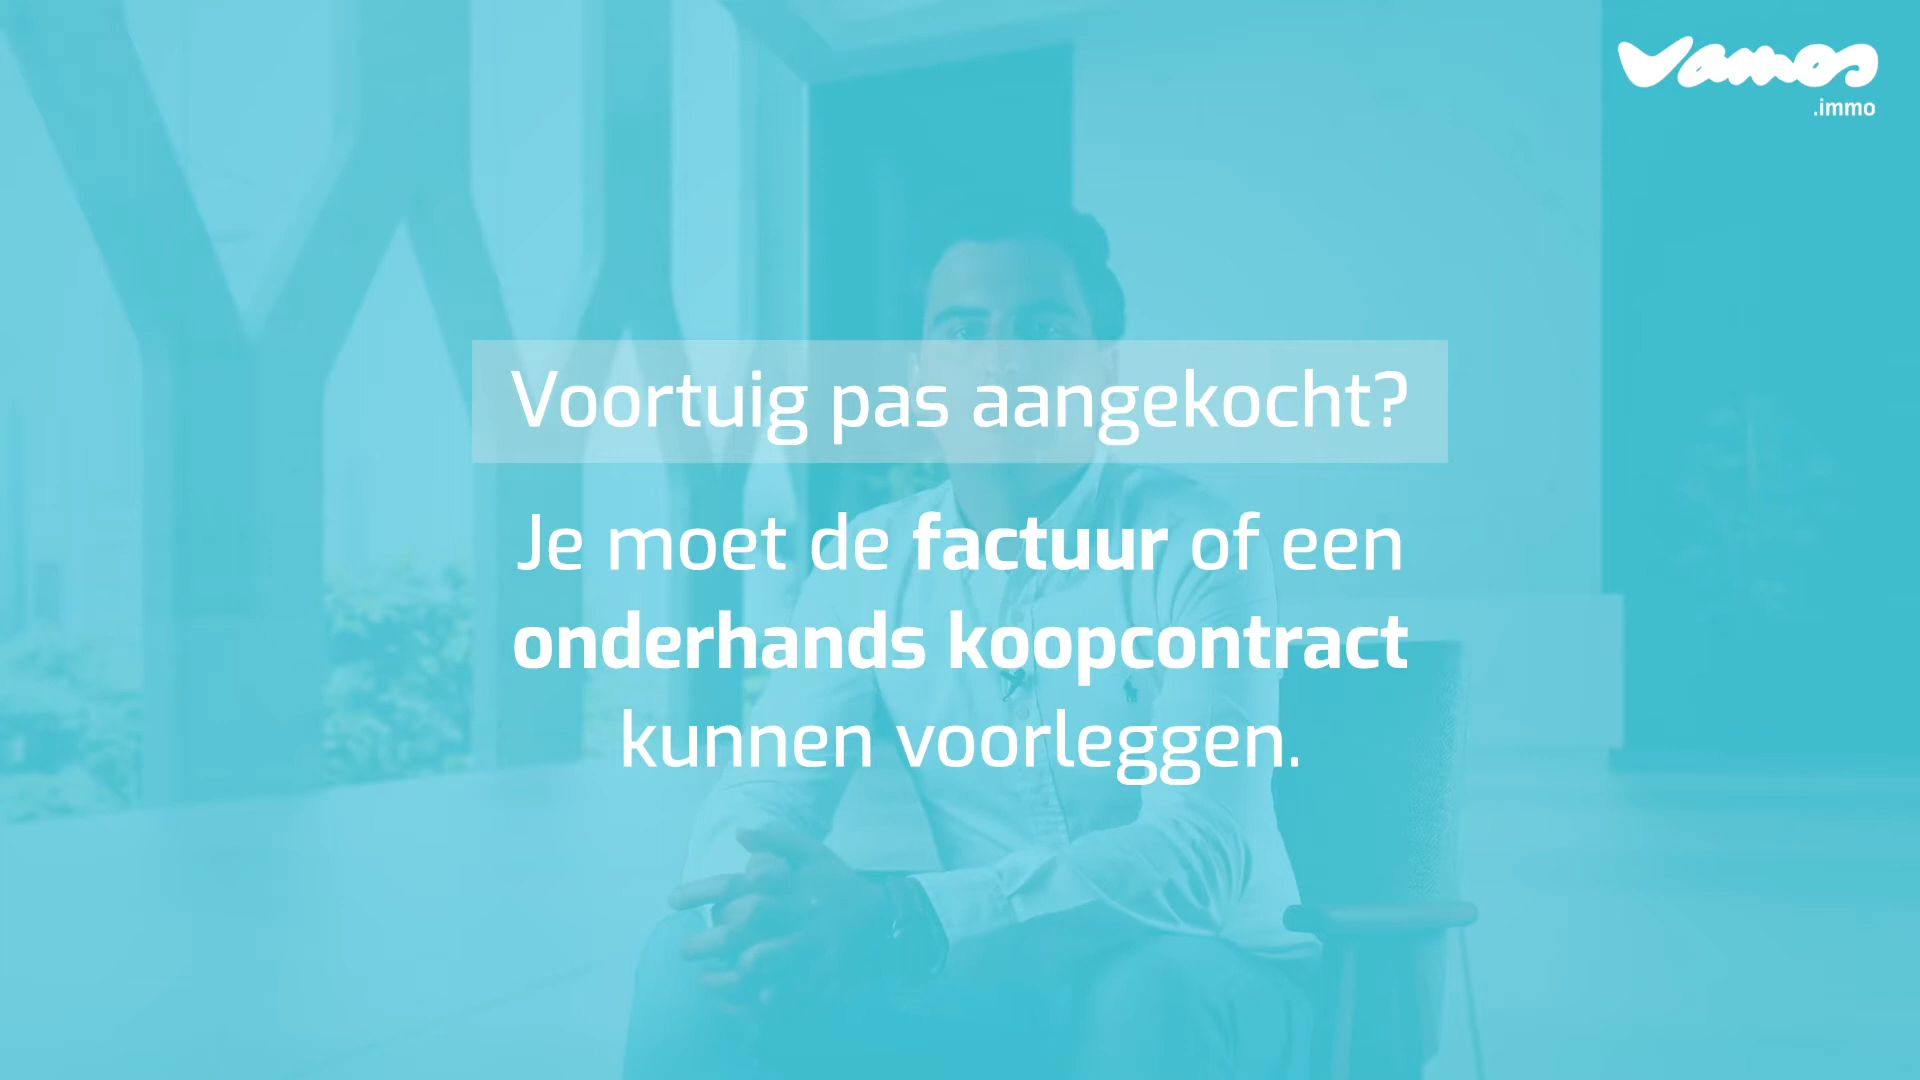 vamos
.immo
Voortuig pas aangekocht?
Je moet de factuur of een
onderhands koopcontract
kunnen voorleggen.